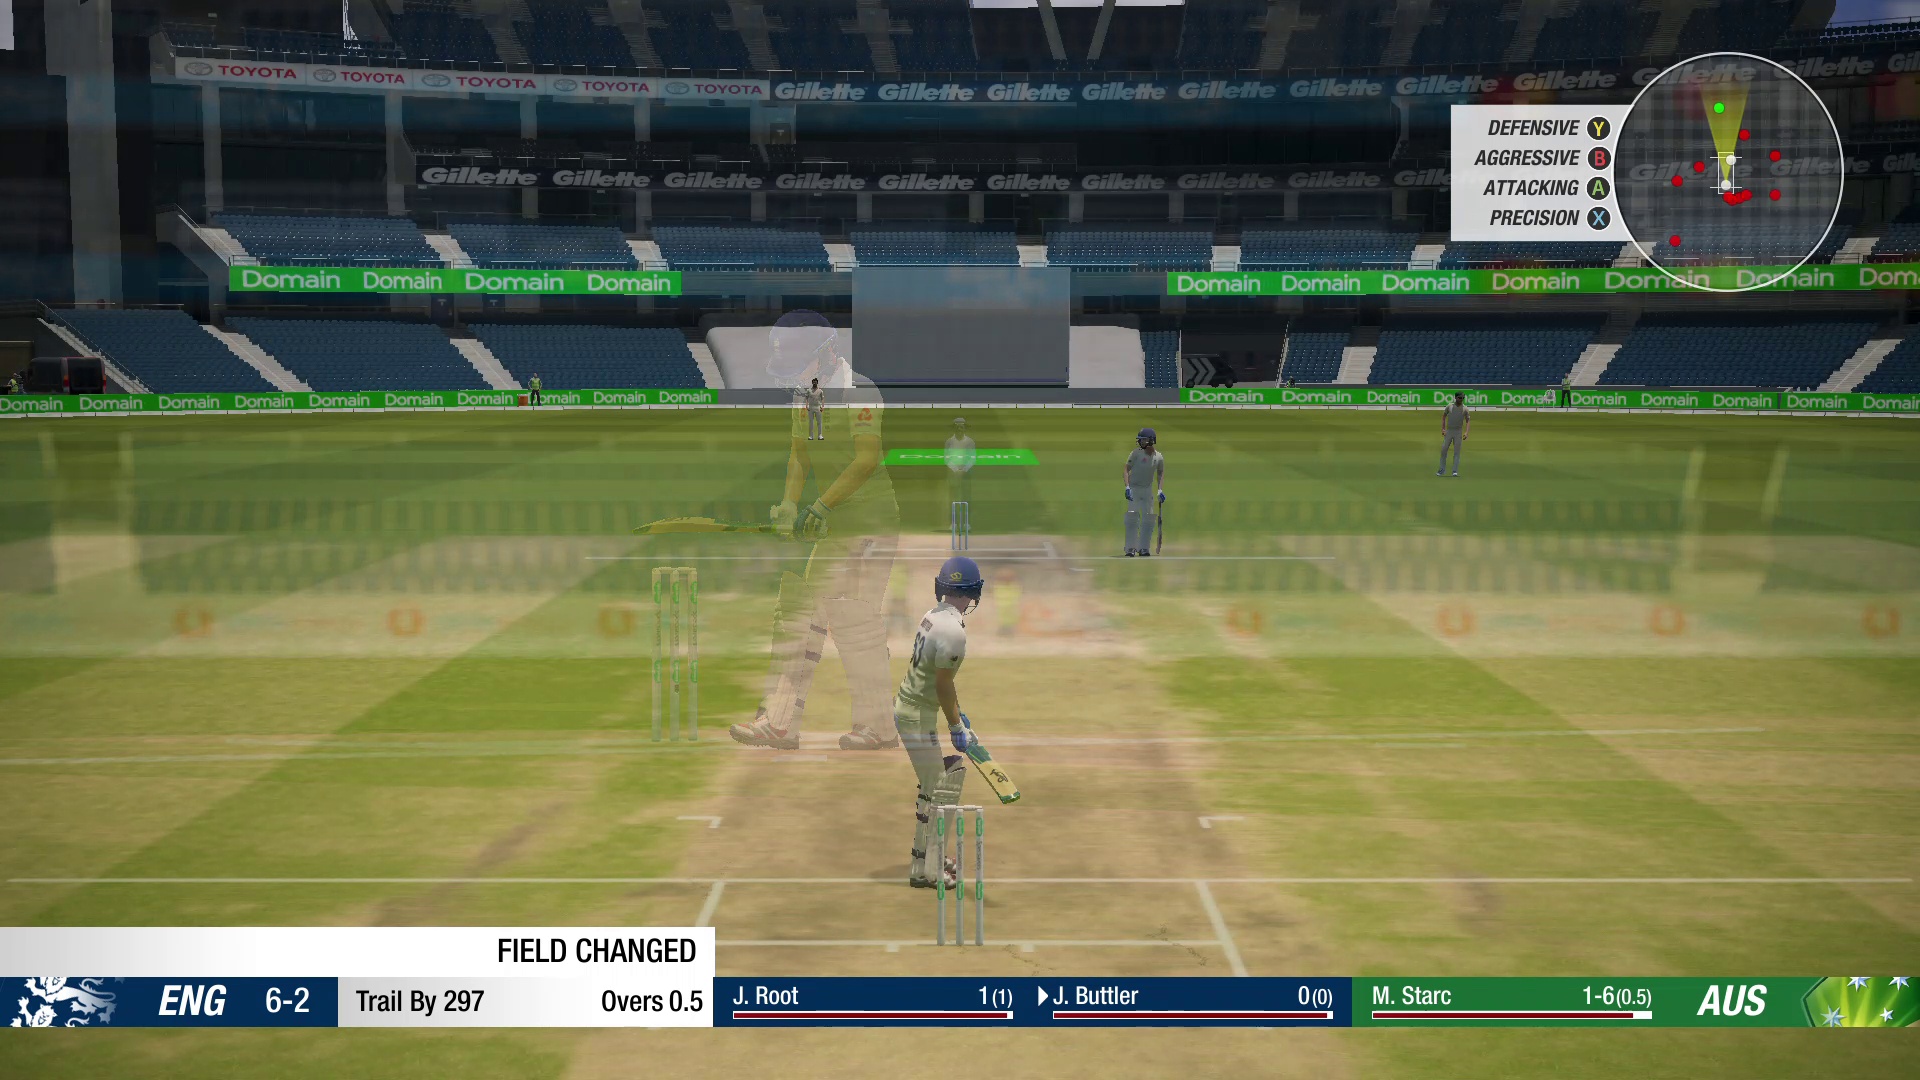 TOYOTA TOYOTA TOYOTA TOYOTA TOYOTA Gillette Gillette Gillette Gillette Gillette Gillette Gillette Gillette Gillette Gillette
Gillette Gillette Gillette Gillette Gillette Gillette Gillette Gillette
DEFENSIVE Y
AGGRESSIVE B
ATTACKING A
PRECISION X
Domain Domain Domain Domain
Domain Domain Domain Domain Domain Domain
Domain Domain Domain Domain Domain Domain Domain Domain Domain Domain
Domain Domain Domain Domain Domain Domain Domain Domain Domain
Domain
FIELD CHANGED
ENG 6-2 Trail By 297 Overs 0.5 J. Root 1 (1) J. Buttler 0 (0) M. Starc 1-6 (0.5) AUS